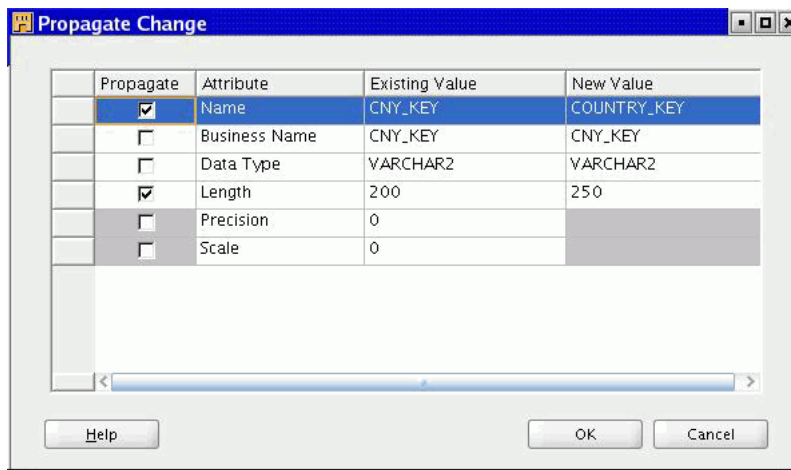 Propagate Change
Propagate Attribute Existing Value New Value
Name CNY_KEY COUNTRY_KEY
Business Name CNY_KEY CNY_KEY
Data Type VARCHAR2 VARCHAR2
Length 200 250
Precision 0
Scale 0
Help OK Cancel